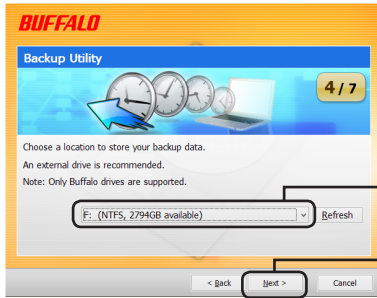 BUFFALO
Backup Utility
4 / 7
Choose a location to store your backup data.
An external drive is recommended.
Note: Only Buffalo drives are supported.
F: (NTFS, 2794GB available)
Refresh
< Back
Next >
Cancel